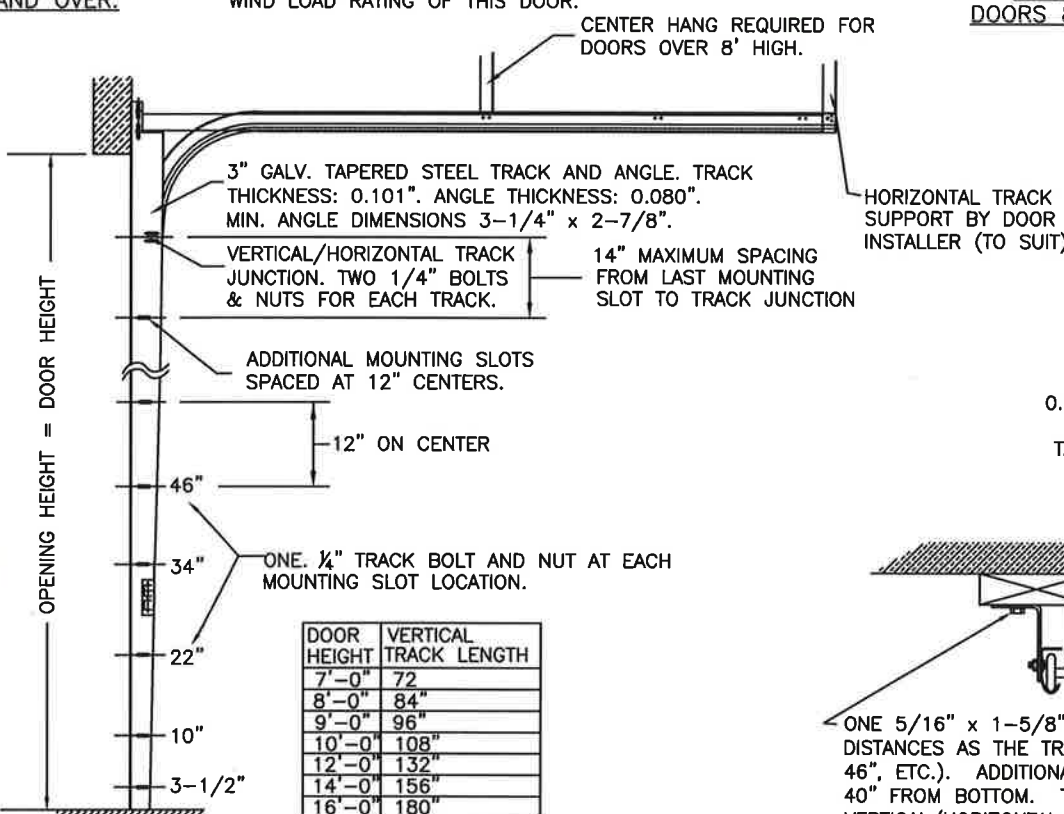 AND OVER.
WIND LOAD RATING OF THIS DOOR.
DOORS
CENTER HANG REQUIRED FOR
DOORS OVER 8' HIGH.
3" GALV. TAPERED STEEL TRACK AND ANGLE. TRACK
THICKNESS: 0.101". ANGLE THICKNESS: 0.080".
MIN. ANGLE DIMENSIONS 3-1/4" x 2-7/8".
HORIZONTAL TRACK
SUPPORT BY DOOR
INSTALLER (TO SUIT)
VERTICAL/HORIZONTAL TRACK
JUNCTION. TWO 1/4" BOLTS
& NUTS FOR EACH TRACK.
14" MAXIMUM SPACING
FROM LAST MOUNTING
SLOT TO TRACK JUNCTION
OPENING HEIGHT = DOOR HEIGHT
ADDITIONAL MOUNTING SLOTS
SPACED AT 12" CENTERS.
0.
12" ON CENTER
46"
34"
ONE. ¼" TRACK BOLT AND NUT AT EACH
MOUNTING SLOT LOCATION.
22"
10"
3-1/2"
DOOR HEIGHT VERTICAL TRACK LENGTH
7'-0" 72
8'-0" 84"
9'-0" 96"
10'-0" 108"
12'-0" 132"
14'-0" 156"
16'-0" 180"
ONE 5/16" x 1-5/8"
DISTANCES AS THE TR
46", ETC.). ADDITIONA
40" FROM BOTTOM. T